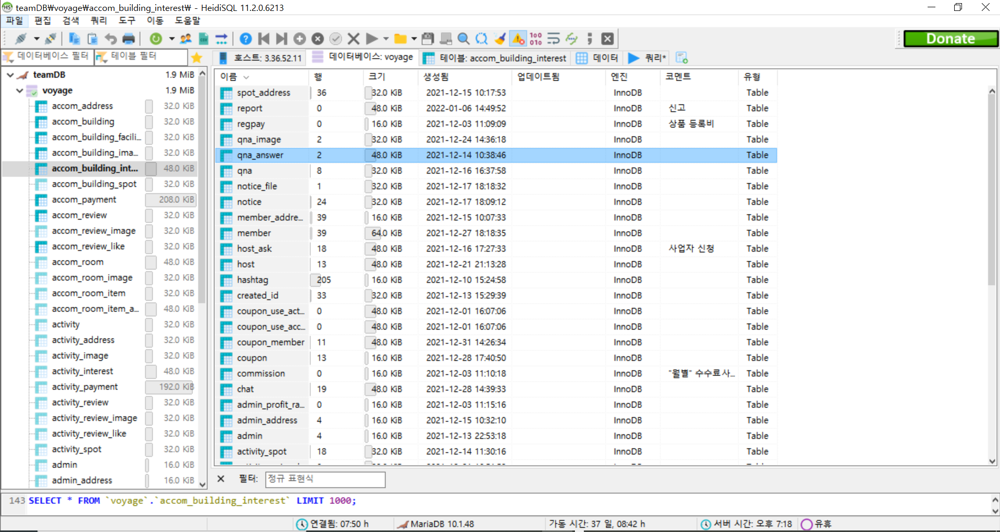 teamDB₩voyage₩accom_building_interest₩ - HeidiSQL 11.2.0.6213
파일 편집 검색 쿼리 도구 이동 도움말
Donate
데이터베이스 필터 테이블 필터
호스트: 3.36.52.11 데이터베이스: voyage 테이블: accom_building_interest 데이터 쿼리*
teamDB 1.9 MiB
voyage 1.9 MiB
accom_address 32.0 KiB
accom_building 32.0 KiB
accom_building_facili... 32.0 KiB
accom_building_ima... 32.0 KiB
accom_building_int... 48.0 KiB
accom_building_spot 32.0 KiB
accom_payment 208.0 KiB
accom_review 32.0 KiB
accom_review_image 32.0 KiB
accom_review_like 32.0 KiB
accom_room 48.0 KiB
accom_room_image 32.0 KiB
accom_room_item 32.0 KiB
accom_room_item_a... 48.0 KiB
activity 32.0 KiB
activity_address 32.0 KiB
activity_image 32.0 KiB
activity_interest 48.0 KiB
activity_payment 192.0 KiB
activity_review 32.0 KiB
activity_review_image 32.0 KiB
activity_review_like 32.0 KiB
activity_spot 32.0 KiB
admin 16.0 KiB
admin_address 16.0 KiB
이름 행 크기 생성됨 업데이트됨 엔진 코멘트 유형
spot_address 36 32.0 KiB 2021-12-15 10:17:53 InnoDB Table
report 0 48.0 KiB 2022-01-06 14:49:52 InnoDB 신고 Table
regpay 0 16.0 KiB 2021-12-03 11:09:09 InnoDB 상품 등록비 Table
qna_image 2 32.0 KiB 2021-12-24 14:36:18 InnoDB Table
qna_answer 2 48.0 KiB 2021-12-14 10:38:46 InnoDB Table
qna 8 32.0 KiB 2021-12-16 16:37:58 InnoDB Table
notice_file 1 32.0 KiB 2021-12-17 18:18:32 InnoDB Table
notice 24 32.0 KiB 2021-12-17 18:09:12 InnoDB Table
member_addre... 39 16.0 KiB 2021-12-15 10:07:33 InnoDB Table
member 39 64.0 KiB 2021-12-27 18:18:35 InnoDB Table
host_ask 18 48.0 KiB 2021-12-16 17:27:33 InnoDB 사업자 신청 Table
host 13 48.0 KiB 2021-12-21 21:13:28 InnoDB Table
hashtag 205 16.0 KiB 2021-12-10 15:24:58 InnoDB Table
created_id 33 32.0 KiB 2021-12-13 15:29:39 InnoDB Table
coupon_use_act... 0 48.0 KiB 2021-12-01 16:07:06 InnoDB Table
coupon_use_acc... 0 48.0 KiB 2021-12-01 16:07:06 InnoDB Table
coupon_member 11 48.0 KiB 2021-12-31 14:26:34 InnoDB Table
coupon 13 16.0 KiB 2021-12-28 17:40:50 InnoDB Table
commission 0 16.0 KiB 2021-12-03 11:10:18 InnoDB "월별" 수수료사... Table
chat 19 48.0 KiB 2021-12-28 14:39:33 InnoDB Table
admin_profit_ra... 0 16.0 KiB 2021-12-03 11:15:16 InnoDB Table
admin_address 4 16.0 KiB 2021-12-15 10:32:10 InnoDB Table
admin 4 16.0 KiB 2021-12-13 22:53:18 InnoDB Table
activity_spot 18 32.0 KiB 2021-12-14 11:30:16 InnoDB Table
필터: 정규 표현식
143 SELECT * FROM `voyage`.`accom_building_interest` LIMIT 1000;
연결됨: 07:50 h MariaDB 10.1.48 가동 시간: 37 일, 08:42 h 서버 시간: 오후 7:18 유휴